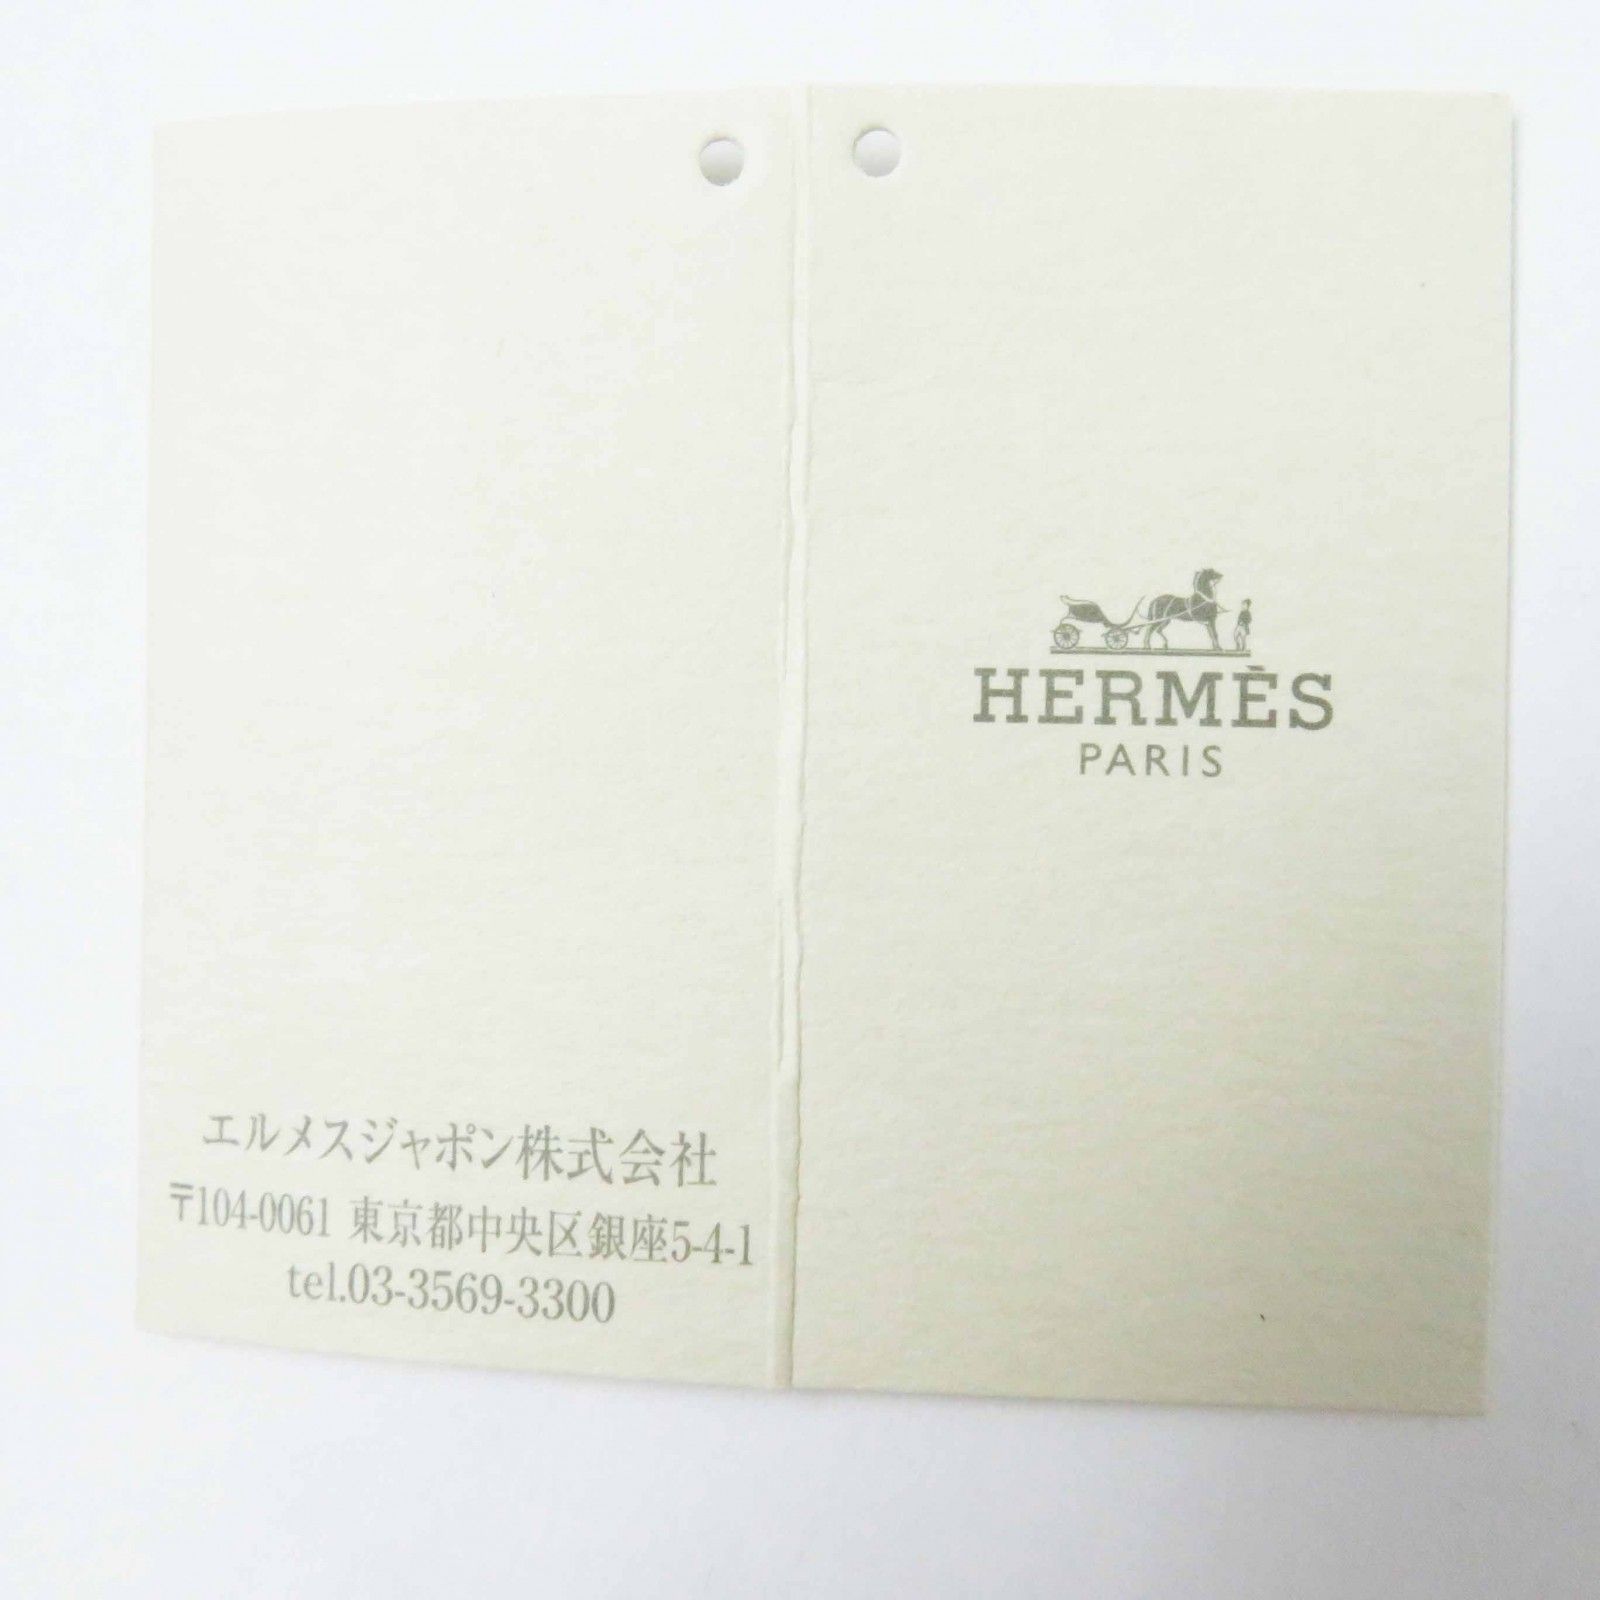 エルメスジャポン株式会社
〒104-0061 東京都中央区銀座5-4-1
tel.03-3569-3300
HERMÈS
PARIS